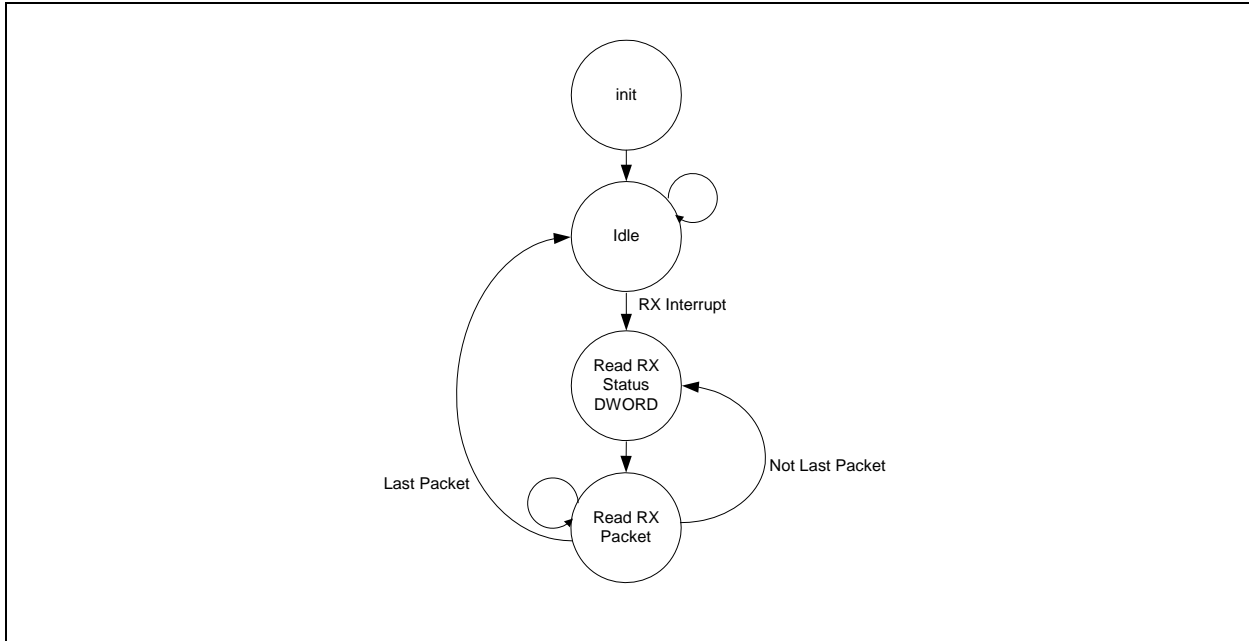 init
Idle
RX Interrupt
Read RX
Status
DWORD
Not Last Packet
Last Packet
Read RX
Packet